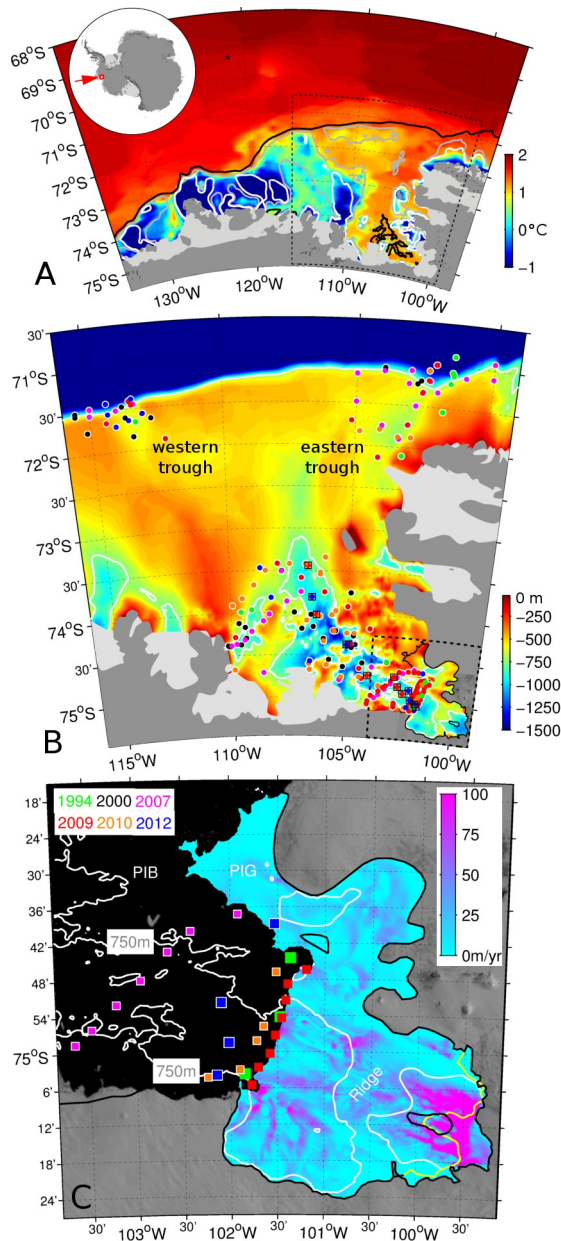 68°S
69°S
70°S
71°S
72°S
73°S
74°S
75°S
130°W
120°W
110°W
100°W
2
1
0°C
−1
A
30'
71°S
30'
72°S
30'
73°S
30'
74°S
30'
75°S
western
trough
eastern
trough
0 m
−250
−500
−750
−1000
−1250
−1500
115°W
110°W
105°W
100°W
B
18'
24'
30'
36'
42'
48'
54'
75°S
6'
12'
18'
24'
1994 2000 2007
2009 2010 2012
PIB
PIG
750m
750m
Ridge
100
75
50
25
0m/yr
30'
103°W
30'
102°W
30'
101°W
30'
100°W
30'
C